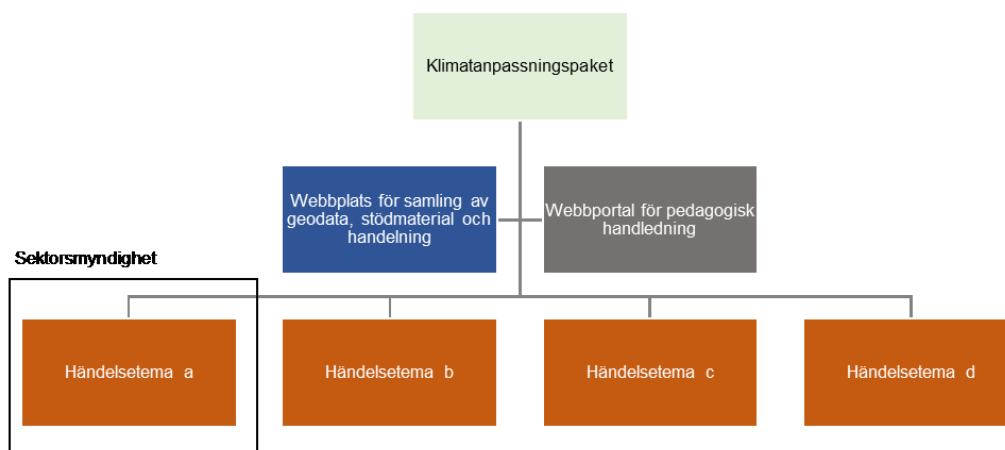 Klimatanpassningspaket
Webbplats för samling av
geodata, stödmaterial och
handelning
Webbportal för pedagogisk
handledning
Sektorsmyndighet
Händelsetema a
Händelsetema b
Händelsetema c
Händelsetema d